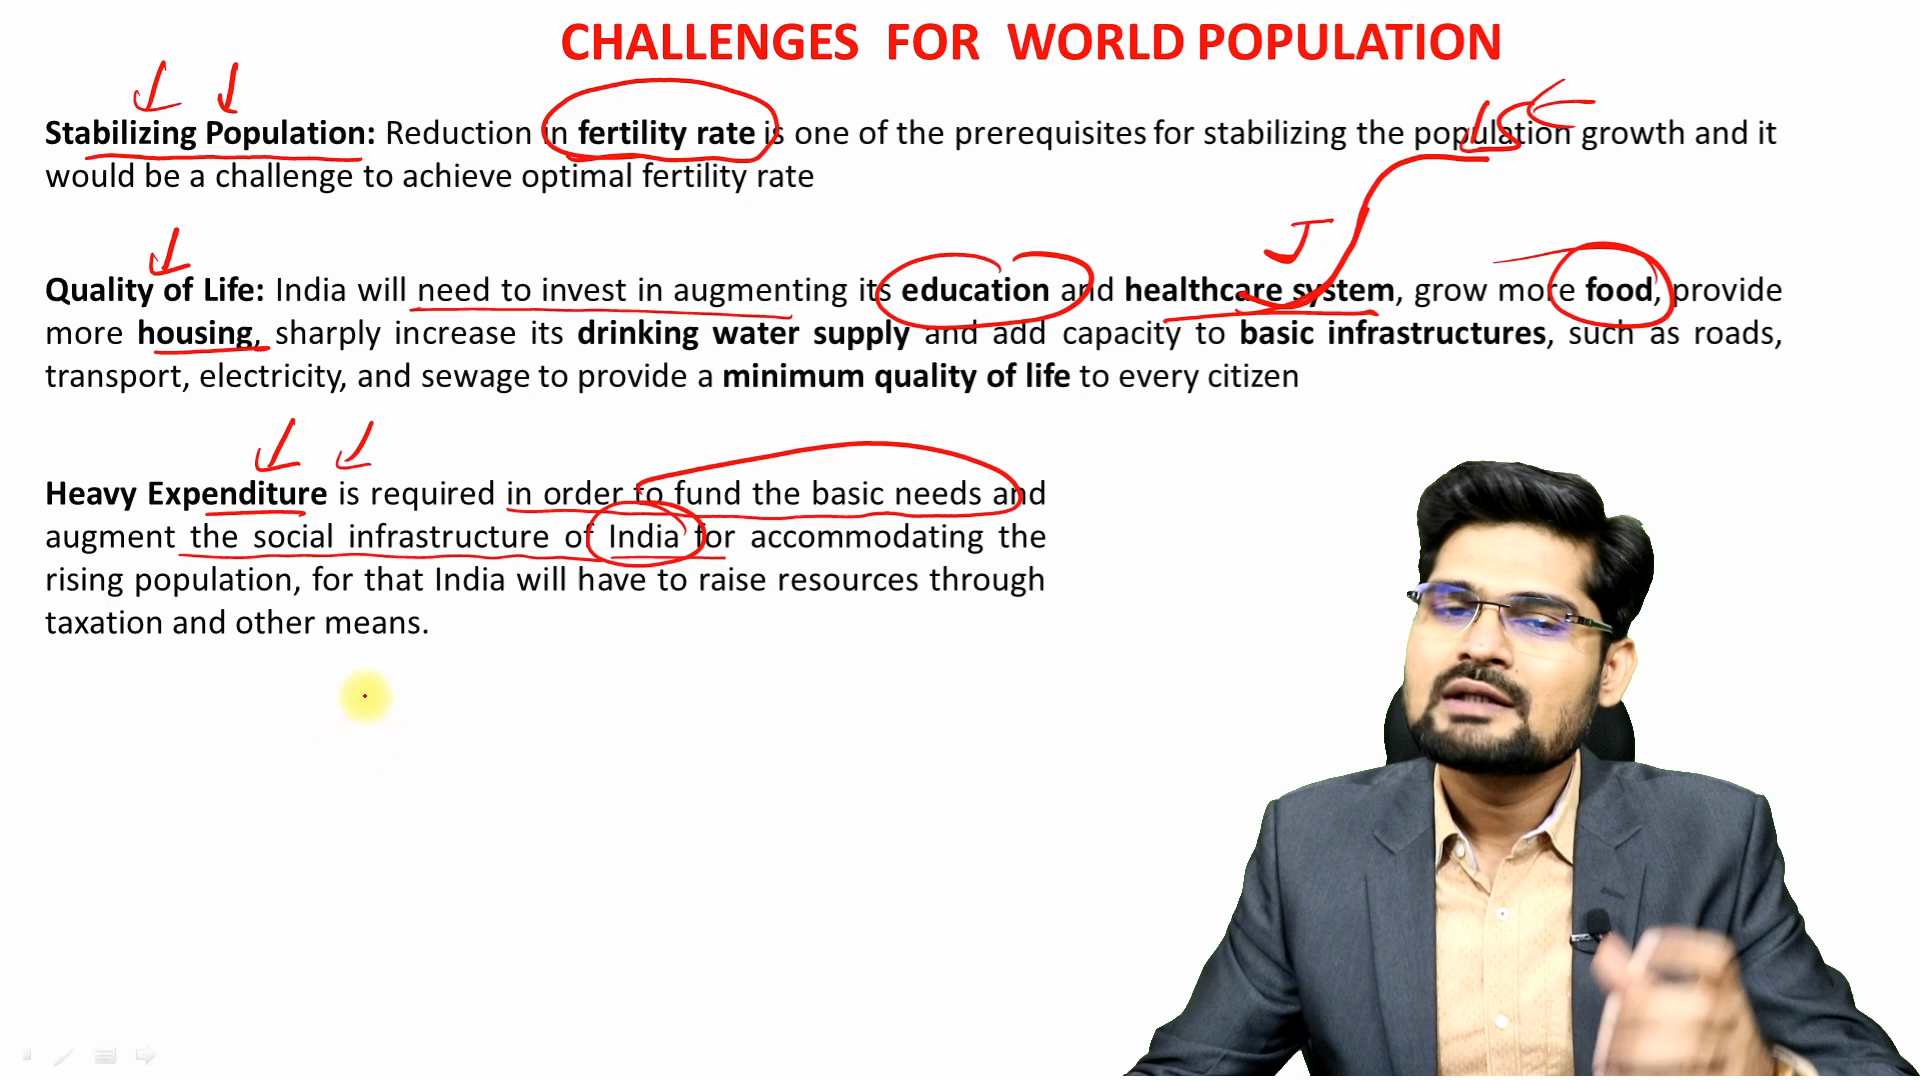 CHALLENGES FOR WORLD POPULATION
Stabilizing Population: Reduction in fertility rate is one of the prerequisites for stabilizing the population growth and it
would be a challenge to achieve optimal fertility rate
J
Quality of Life: India will need to invest in augmenting its education and healthcare system, grow more food, provide
more housing, sharply increase its drinking water supply and add capacity to basic infrastructures, such as roads,
transport, electricity, and sewage to provide a minimum quality of life to every citizen
Heavy Expenditure is required in order to fund the basic needs and
augment the social infrastructure of India for accommodating the
rising population, for that India will have to raise resources through
taxation and other means.